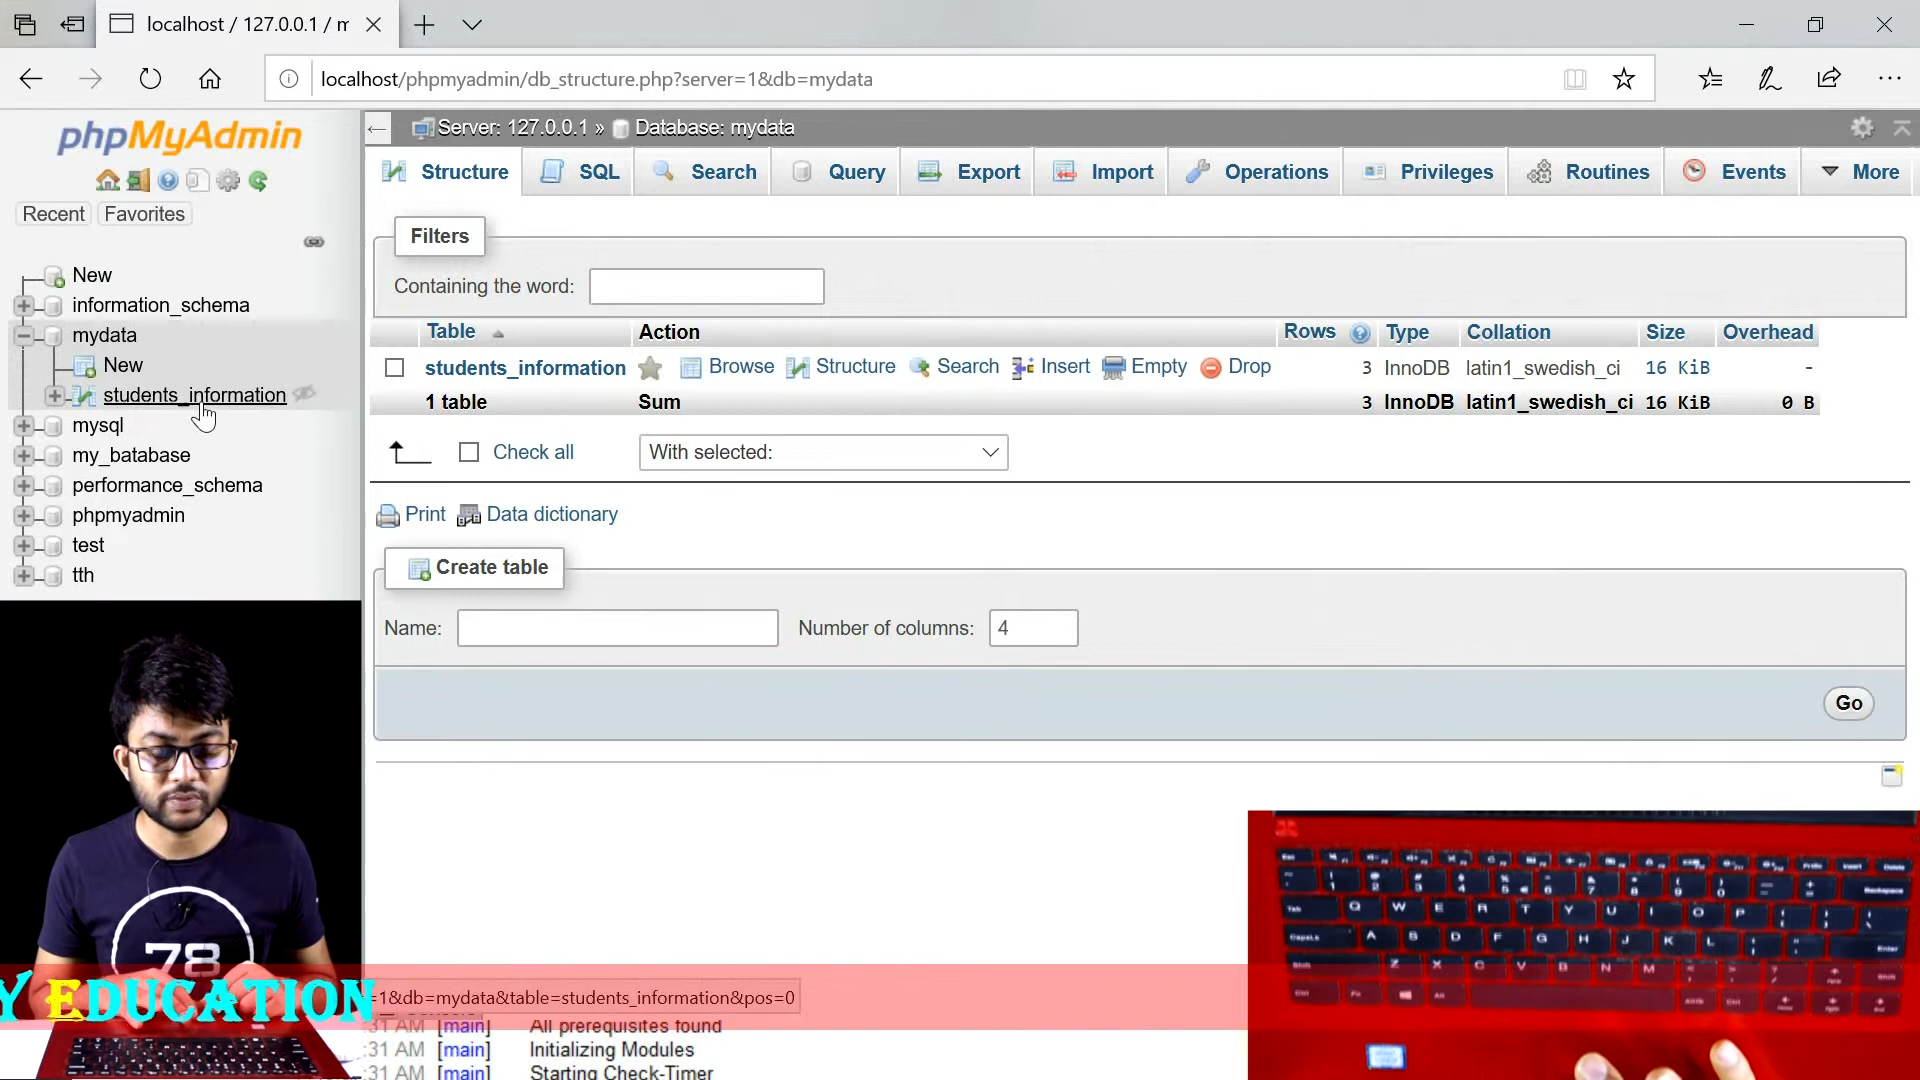 localhost / 127.0.0.1 / m
localhost/phpmyadmin/db_structure.php?server=1&db=mydata
phpMyAdmin
Recent Favorites
New
information_schema
mydata
New
students_information
mysql
my_batabase
performance_schema
phpmyadmin
test
tth
Server: 127.0.0.1 » Database: mydata
Structure SQL Search Query Export Import Operations Privileges Routines Events More
Filters
Containing the word:
Table Action Rows Type Collation Size Overhead
students_information Browse Structure Search Insert Empty Drop 3 InnoDB latin1_swedish_ci 16 KiB -
1 table Sum 3 InnoDB latin1_swedish_ci 16 KiB 0 B
Check all With selected:
Print Data dictionary
Create table
Name: Number of columns: 4
Go
78
Y EDUCATION
=1&db=mydata&table=students_information&pos=0
:31 AM [main] All prerequisites found
:31 AM [main] Initializing Modules
:31 AM [main] Starting Check-Timer
Q W E R T Y U I O P
A S D F G H J K L
Z X C V B N M